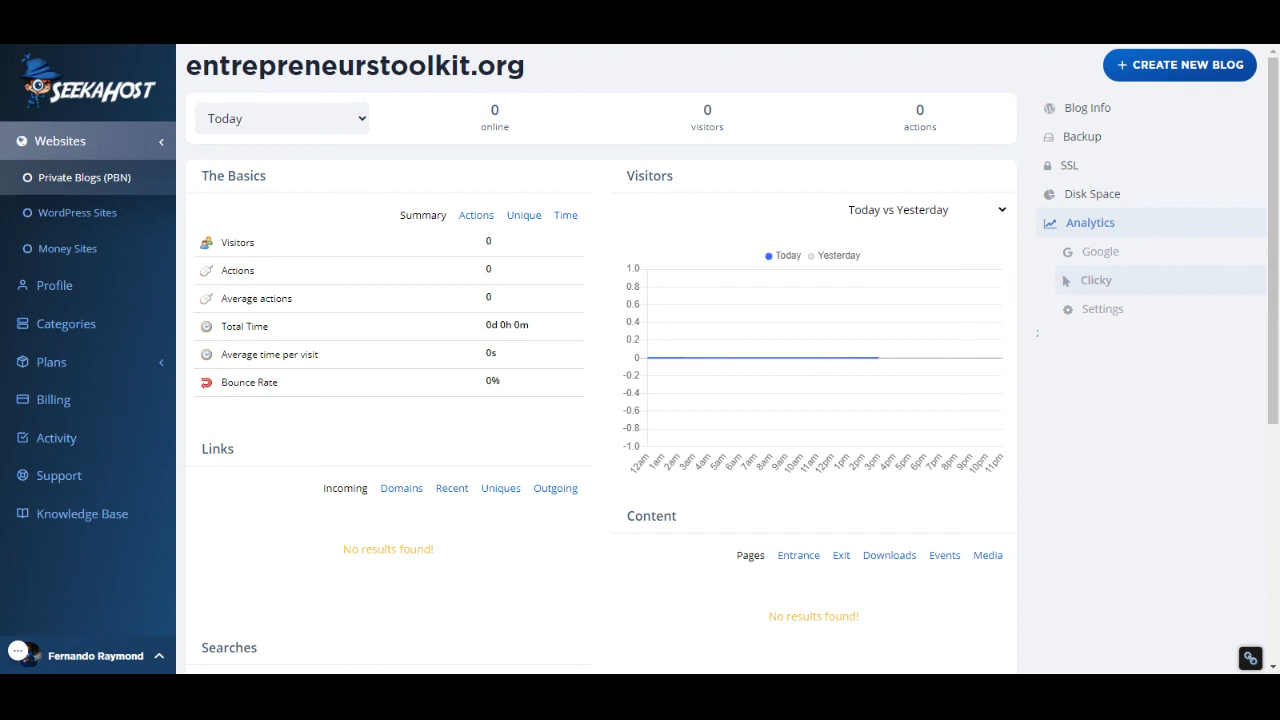 SEEKAHOST
Websites
Private Blogs (PBN)
WordPress Sites
Money Sites
Profile
Categories
Plans
Billing
Activity
Support
Knowledge Base
Fernando Raymond
entrepreneurstoolkit.org
+ CREATE NEW BLOG
Today
0
online
0
visitors
0
actions
The Basics
Summary Actions Unique Time
Visitors 0
Actions 0
Average actions 0
Total Time 0d 0h 0m
Average time per visit 0s
Bounce Rate 0%
Links
Incoming Domains Recent Uniques Outgoing
No results found!
Searches
Visitors
Today vs Yesterday
Today Yesterday
1.0
0.8
0.6
0.4
0.2
0
-0.2
-0.4
-0.6
-0.8
-1.0
12am 1am 2am 3am 4am 5am 6am 7am 8am 9am 10am 11am 12pm 1pm 2pm 3pm 4pm 5pm 6pm 7pm 8pm 9pm 10pm 11pm
Content
Pages Entrance Exit Downloads Events Media
No results found!
Blog Info
Backup
SSL
Disk Space
Analytics
Google
Clicky
Settings
: